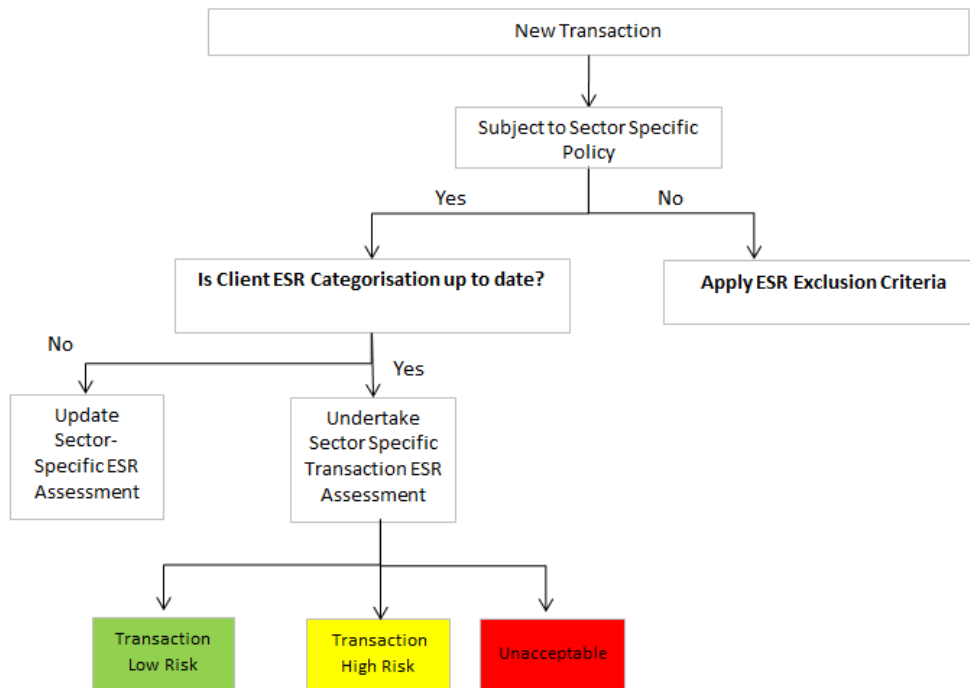 New Transaction
Subject to Sector Specific
Policy
Yes
No
Is Client ESR Categorisation up to date?
Apply ESR Exclusion Criteria
No
Yes
Update
Sector-
Specific ESR
Assessment
Undertake
Sector Specific
Transaction ESR
Assessment
Transaction
Low Risk
Transaction
High Risk
Unacceptable